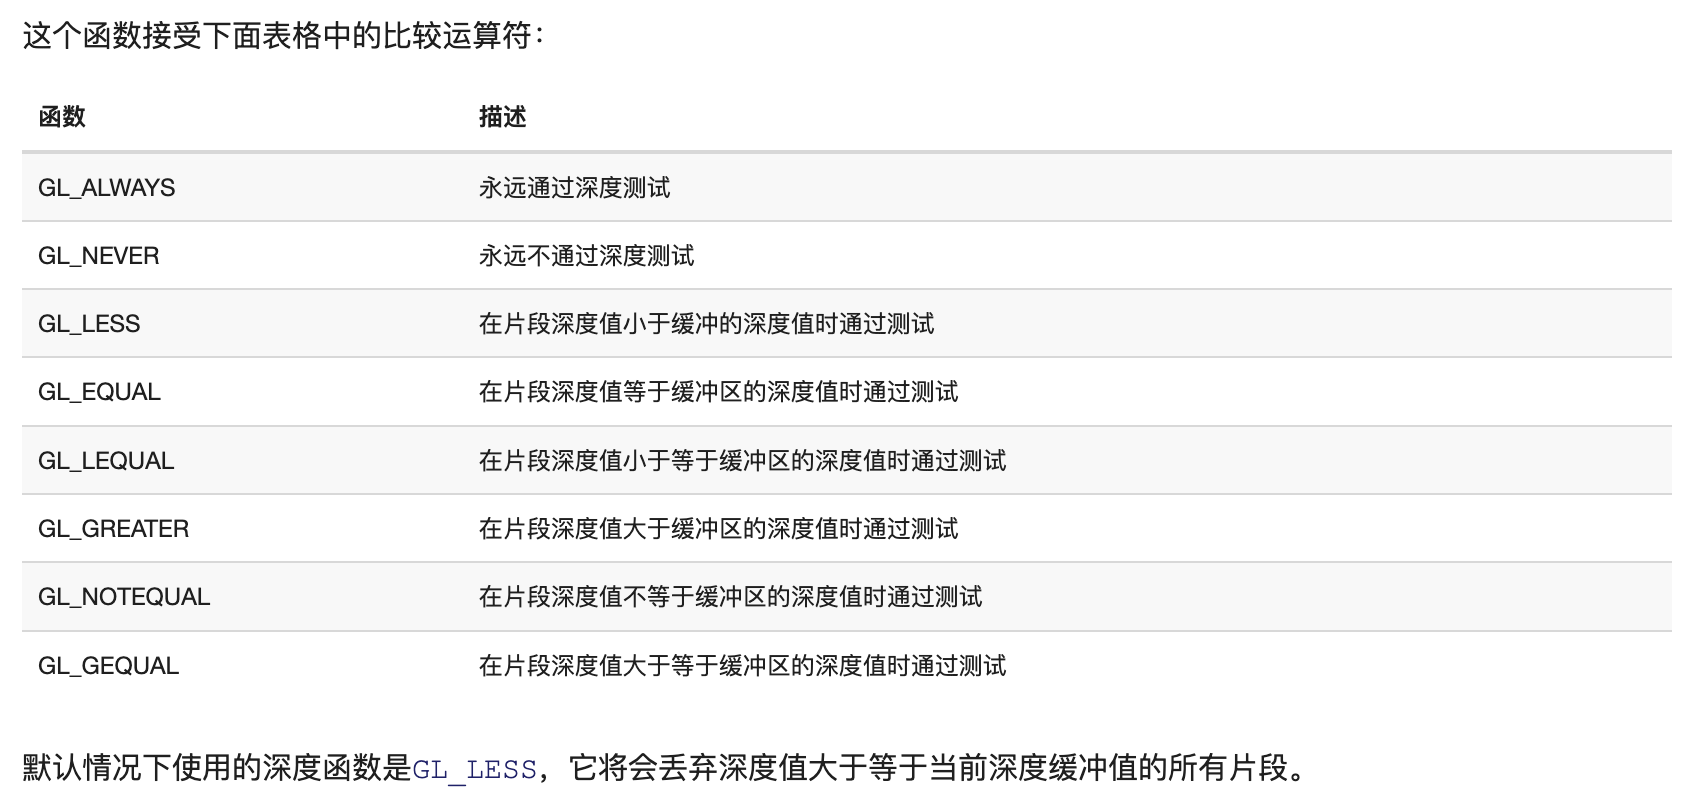 这个函数接受下面表格中的比较运算符：
函数 描述
GL_ALWAYS 永远通过深度测试
GL_NEVER 永远不通过深度测试
GL_LESS 在片段深度值小于缓冲的深度值时通过测试
GL_EQUAL 在片段深度值等于缓冲区的深度值时通过测试
GL_LEQUAL 在片段深度值小于等于缓冲区的深度值时通过测试
GL_GREATER 在片段深度值大于缓冲区的深度值时通过测试
GL_NOTEQUAL 在片段深度值不等于缓冲区的深度值时通过测试
GL_GEQUAL 在片段深度值大于等于缓冲区的深度值时通过测试
默认情况下使用的深度函数是GL_LESS，它将会丢弃深度值大于等于当前深度缓冲值的所有片段。